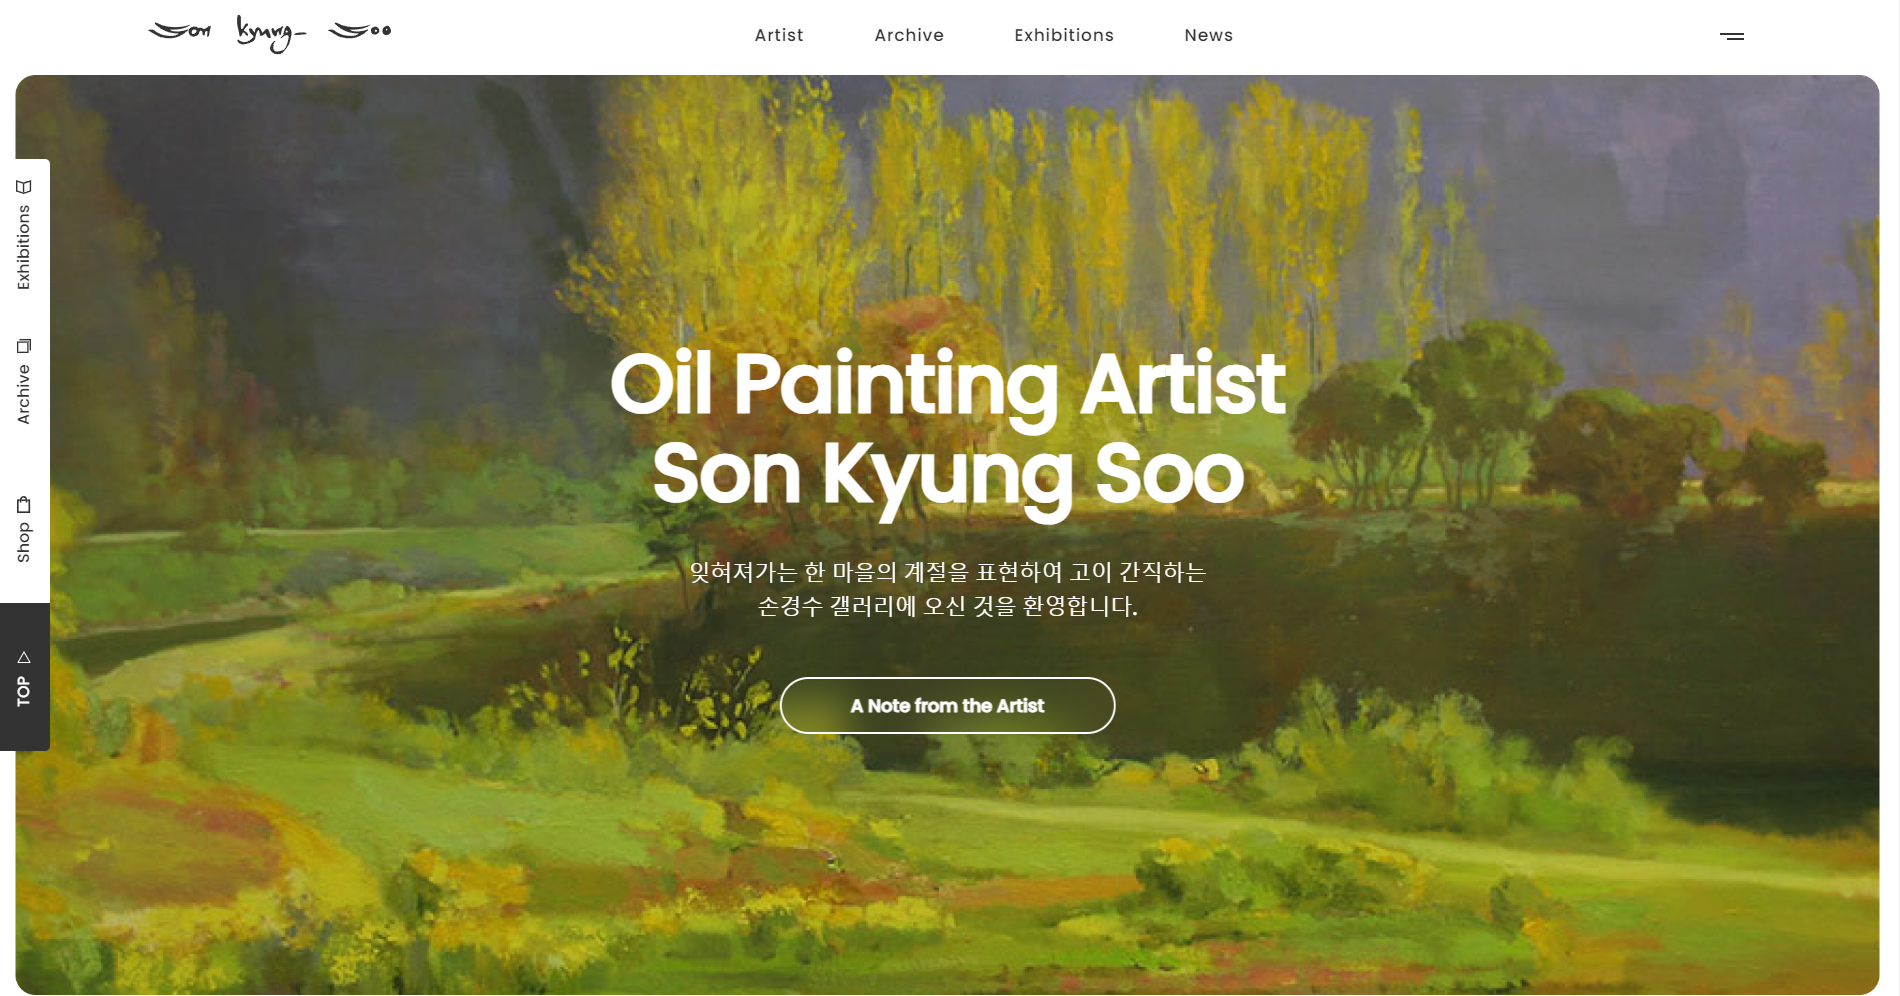 Son Kyung Soo
Artist
Archive
Exhibitions
News
Exhibitions
Archive
Shop
TOP
Oil Painting Artist
Son Kyung Soo
잊혀져가는 한 마을의 계절을 표현하여 고이 간직하는
손경수 갤러리에 오신 것을 환영합니다.
A Note from the Artist